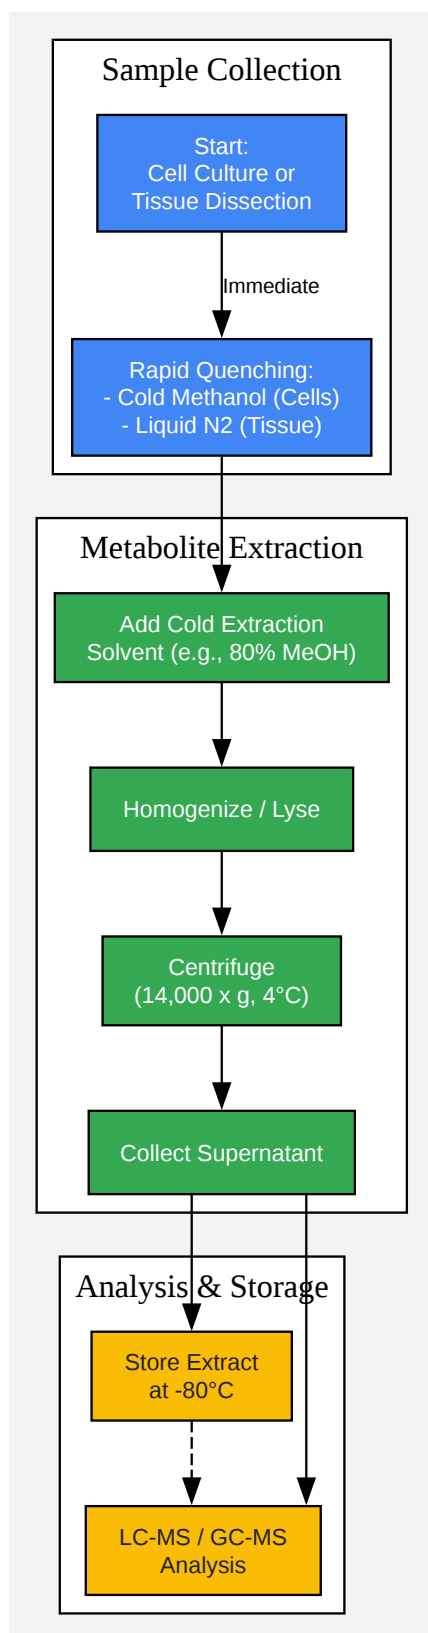 Sample Collection
Start:
Cell Culture or
Tissue Dissection
Immediate
Rapid Quenching:
- Cold Methanol (Cells)
- Liquid N2 (Tissue)
Metabolite Extraction
Add Cold Extraction
Solvent (e.g., 80% MeOH)
Homogenize / Lyse
Centrifuge
(14,000 x g, 4°C)
Collect Supernatant
Analysis & Storage
Store Extract
at -80°C
LC-MS / GC-MS
Analysis